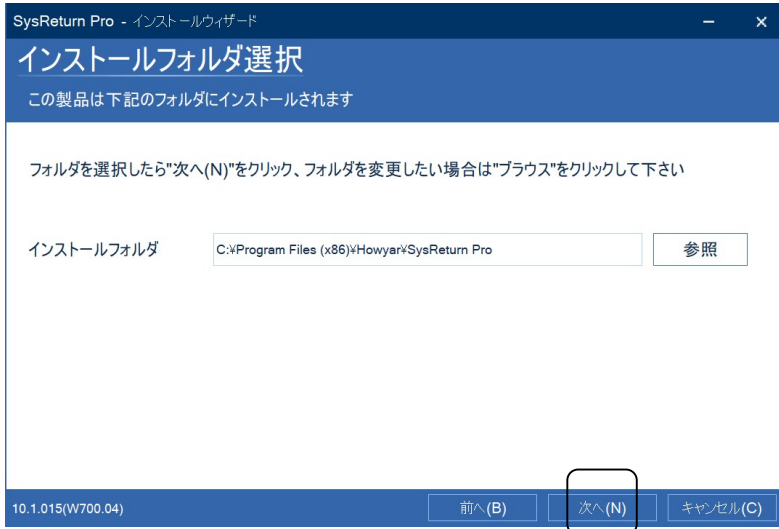 SysReturn Pro - インストールウィザード
インストールフォルダ選択
この製品は下記のフォルダにインストールされます
フォルダを選択したら"次へ(N)"をクリック、フォルダを変更したい場合は"ブラウス"をクリックして下さい
インストールフォルダ C:¥Program Files (x86)¥Howyar¥SysReturn Pro 参照
10.1.015(W700.04) 前へ(B) 次へ(N) キャンセル(C)